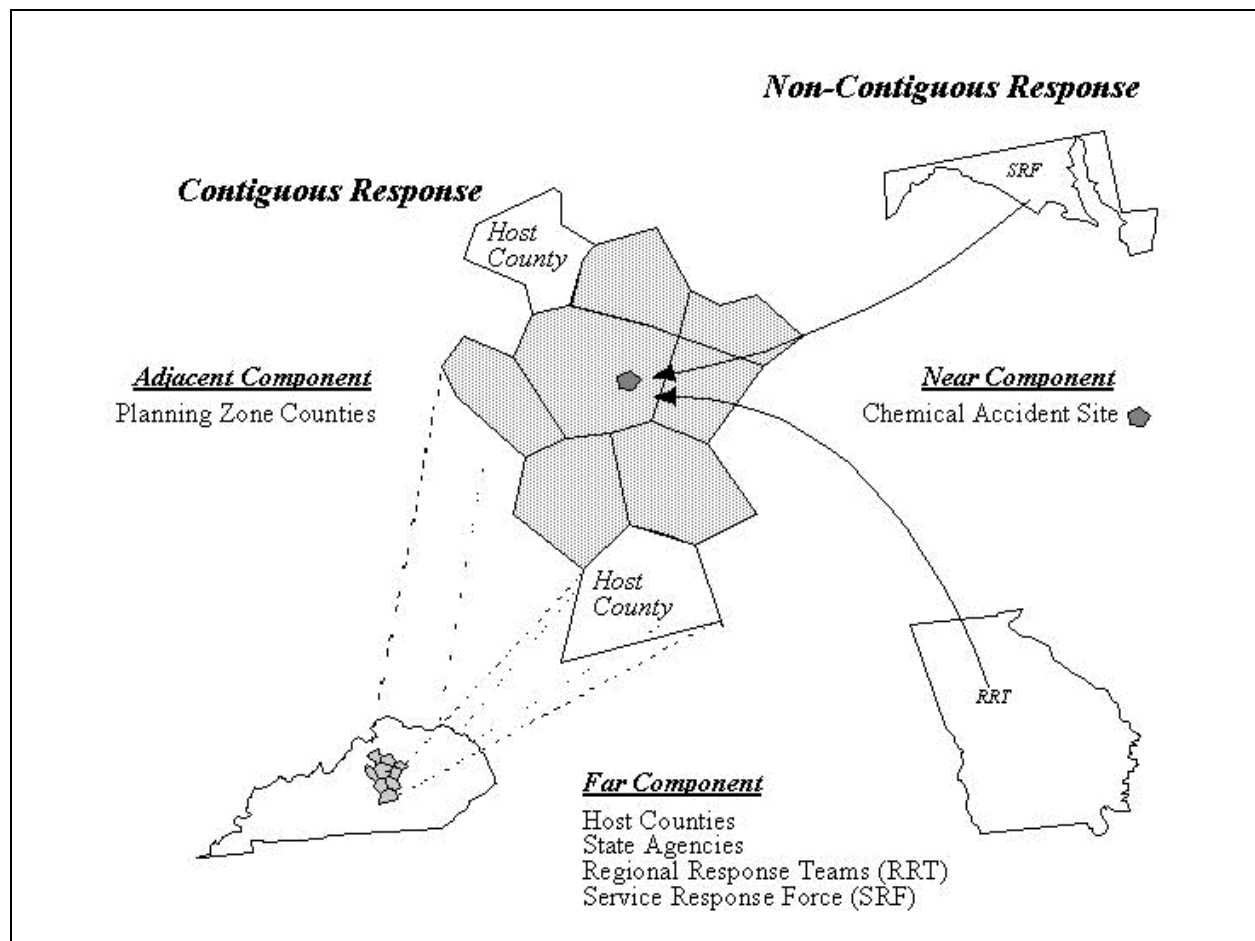 Non-Contiguous Response
SRF
Contiguous Response
Host
County
Adjacent Component
Planning Zone Counties
Near Component
Chemical Accident Site
Host
County
RRT
Far Component
Host Counties
State Agencies
Regional Response Teams (RRT)
Service Response Force (SRF)